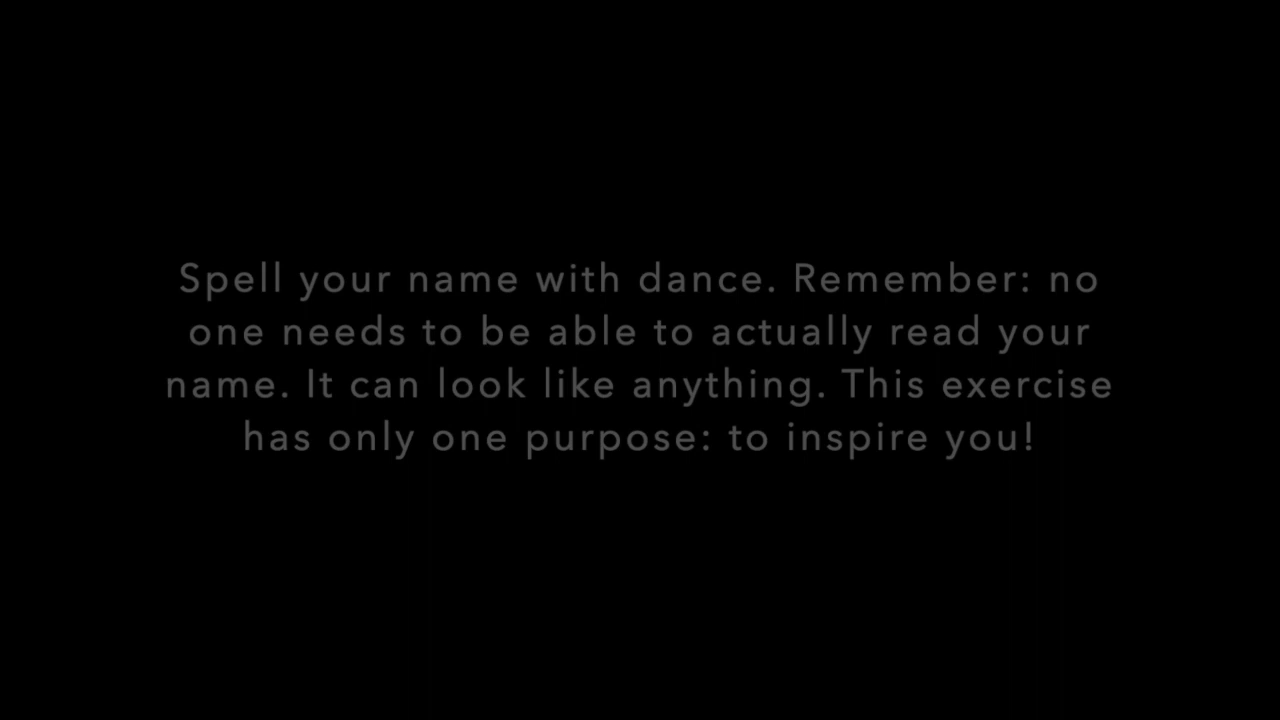 Spell your name with dance. Remember: no
one needs to be able to actually read your
name. It can look like anything. This exercise
has only one purpose: to inspire you!